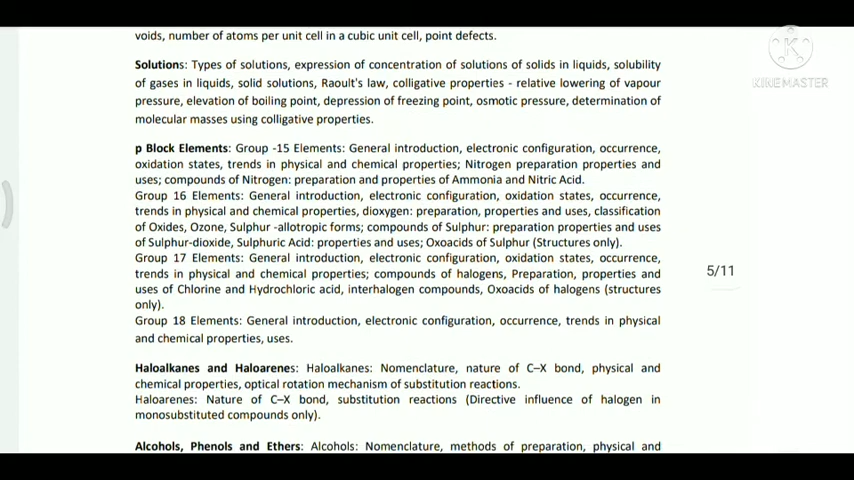 voids, number of atoms per unit cell in a cubic unit cell, point defects.
Solutions: Types of solutions, expression of concentration of solutions of solids in liquids, solubility
of gases in liquids, solid solutions, Raoult's law, colligative properties - relative lowering of vapour
pressure, elevation of boiling point, depression of freezing point, osmotic pressure, determination of
molecular masses using colligative properties.
p Block Elements: Group -15 Elements: General introduction, electronic configuration, occurrence,
oxidation states, trends in physical and chemical properties; Nitrogen preparation properties and
uses; compounds of Nitrogen: preparation and properties of Ammonia and Nitric Acid.
Group 16 Elements: General introduction, electronic configuration, oxidation states, occurrence,
trends in physical and chemical properties, dioxygen: preparation, properties and uses, classification
of Oxides, Ozone, Sulphur -allotropic forms; compounds of Sulphur: preparation properties and uses
of Sulphur-dioxide, Sulphuric Acid: properties and uses; Oxoacids of Sulphur (Structures only).
Group 17 Elements: General introduction, electronic configuration, oxidation states, occurrence,
trends in physical and chemical properties; compounds of halogens, Preparation, properties and
uses of Chlorine and Hydrochloric acid, interhalogen compounds, Oxoacids of halogens (structures
only).
Group 18 Elements: General introduction, electronic configuration, occurrence, trends in physical
and chemical properties, uses.
Haloalkanes and Haloarenes: Haloalkanes: Nomenclature, nature of C–X bond, physical and
chemical properties, optical rotation mechanism of substitution reactions.
Haloarenes: Nature of C–X bond, substitution reactions (Directive influence of halogen in
monosubstituted compounds only).
Alcohols, Phenols and Ethers: Alcohols: Nomenclature, methods of preparation, physical and
5/11
K
KINEMASTER